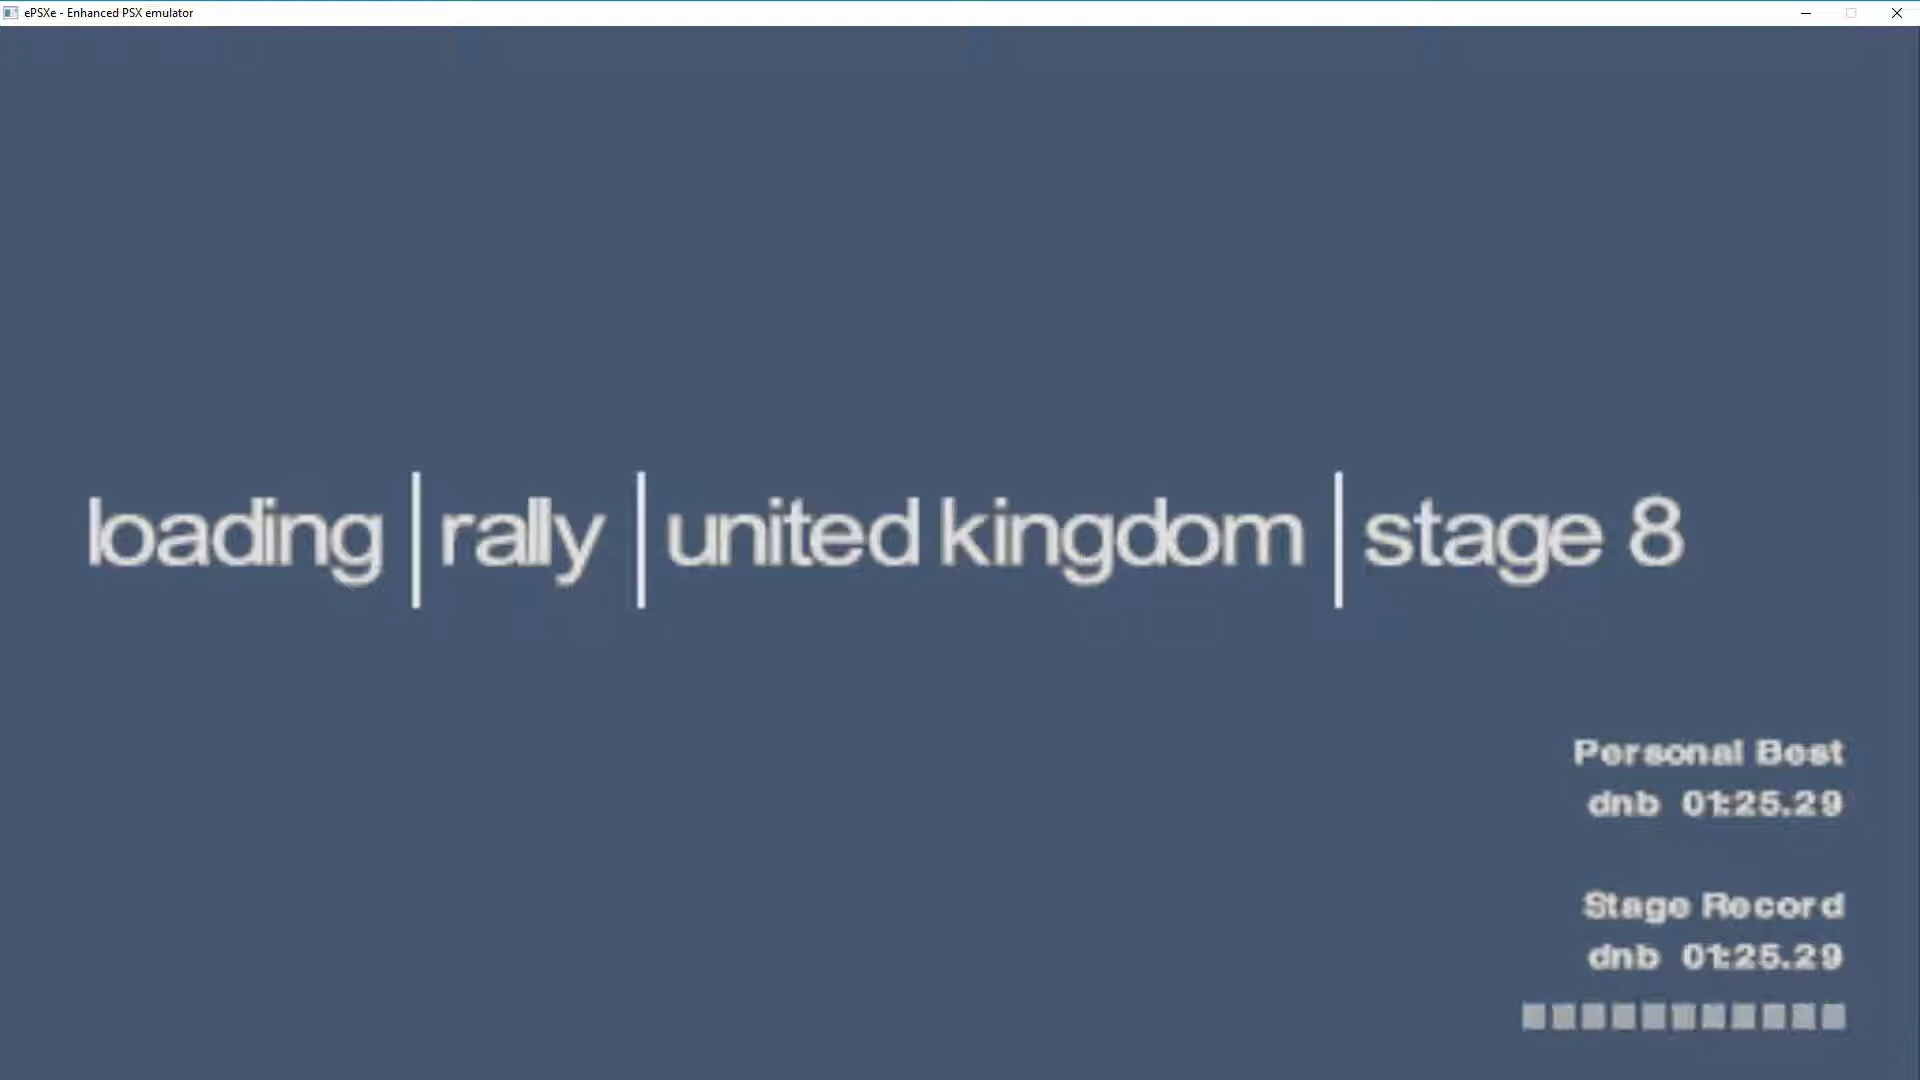 ePSXe - Enhanced PSX emulator
loading | rally | united kingdom | stage 8
Personal Best
dnb 01:25.29
Stage Record
dnb 01:25.29